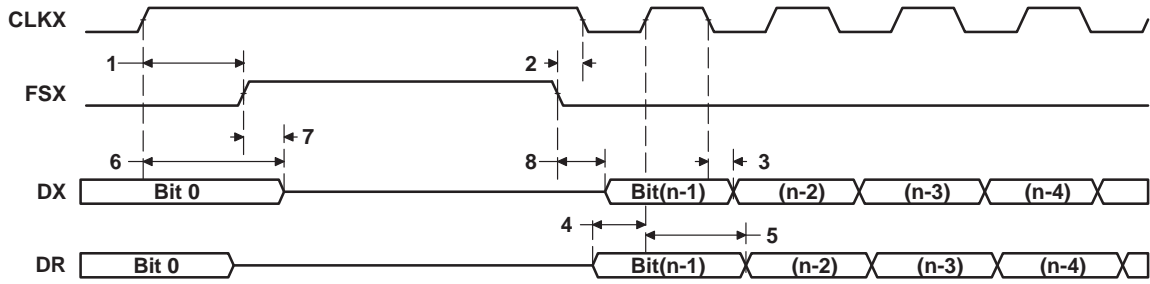 CLKX
1
2
FSX
7
6
8
3
DX
Bit 0
Bit(n-1)
(n-2)
(n-3)
(n-4)
4
5
DR
Bit 0
Bit(n-1)
(n-2)
(n-3)
(n-4)